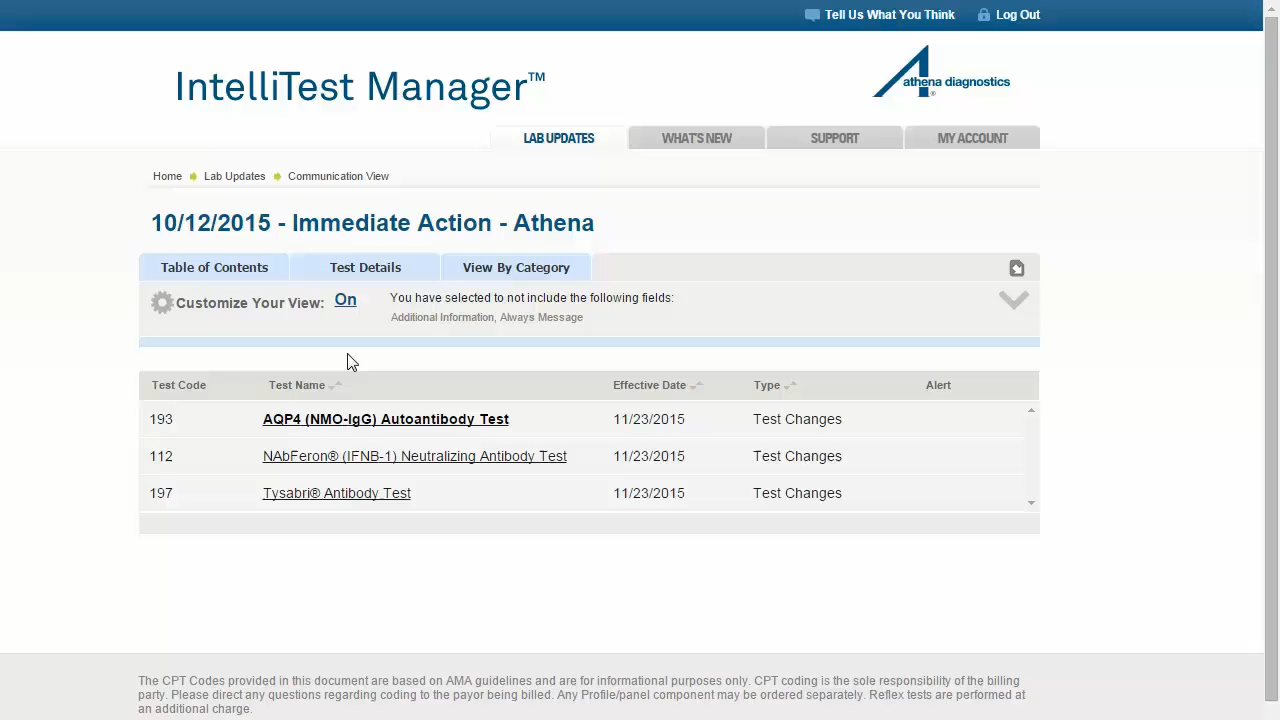 Tell Us What You Think Log Out
IntelliTest Manager™
athena diagnostics®
LAB UPDATES WHAT'S NEW SUPPORT MY ACCOUNT
Home Lab Updates Communication View
10/12/2015 - Immediate Action - Athena
Table of Contents Test Details View By Category
Customize Your View: On You have selected to not include the following fields:
Additional Information, Always Message
Test Code Test Name Effective Date Type Alert
193 AQP4 (NMO-IgG) Autoantibody Test 11/23/2015 Test Changes
112 NAbFeron® (IFNB-1) Neutralizing Antibody Test 11/23/2015 Test Changes
197 Tysabri® Antibody Test 11/23/2015 Test Changes
The CPT Codes provided in this document are based on AMA guidelines and are for informational purposes only. CPT coding is the sole responsibility of the billing
party. Please direct any questions regarding coding to the payor being billed. Any Profile/panel component may be ordered separately. Reflex tests are performed at
an additional charge.